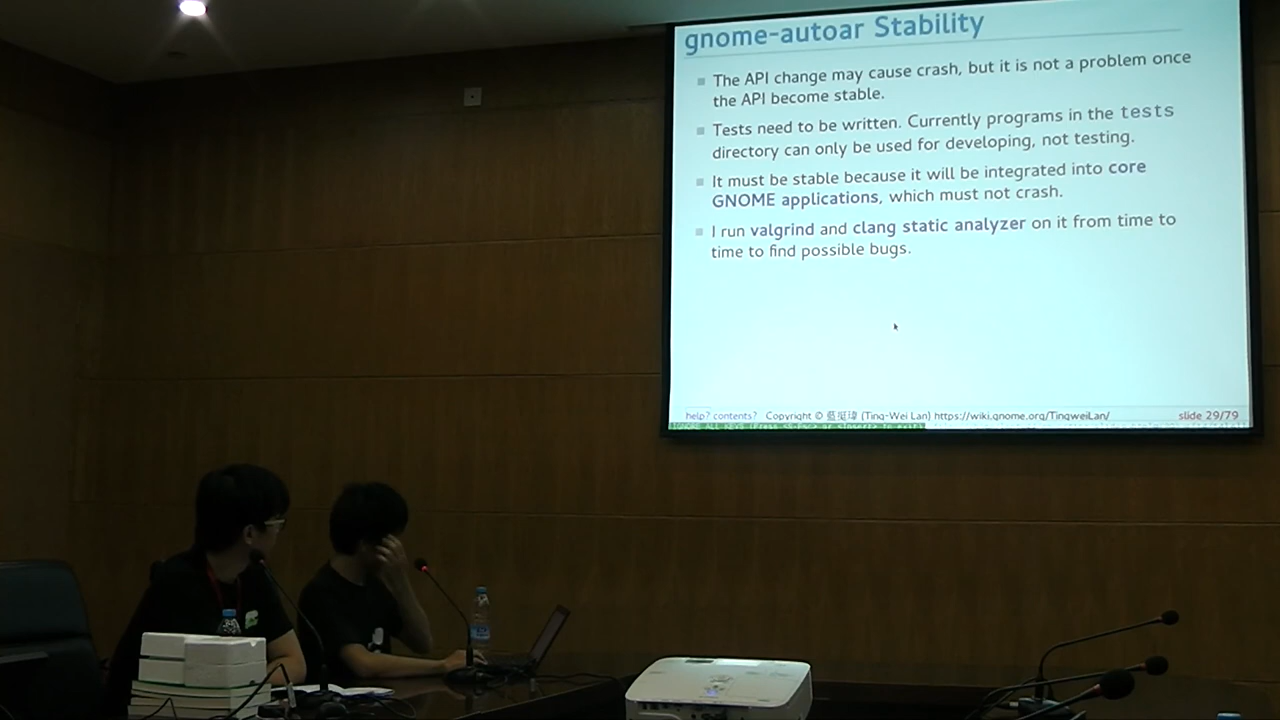 gnome-autoar Stability
The API change may cause crash, but it is not a problem once
the API become stable.
Tests need to be written. Currently programs in the tests
directory can only be used for developing, not testing.
It must be stable because it will be integrated into core
GNOME applications, which must not crash.
I run valgrind and clang static analyzer on it from time to
time to find possible bugs.
help? contents? Copyright © 藍挺瑋 (Ting-Wei Lan) https://wiki.gnome.org/TingweiLan/ slide 29/79